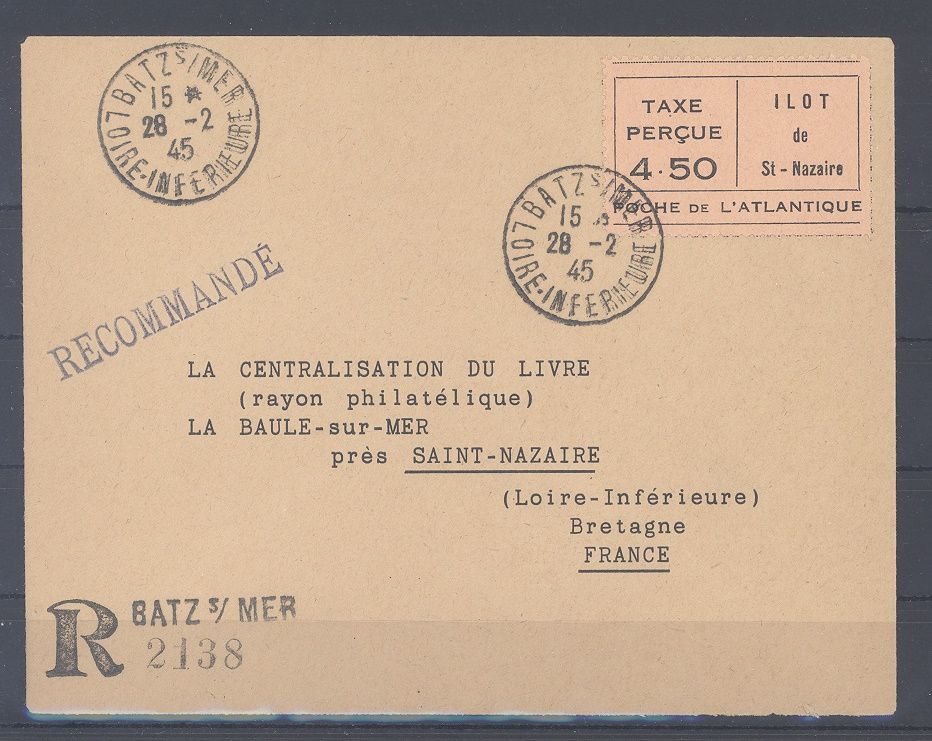 BATZ S/MER
15 *
28 -2
45
LOIRE-INFERIEURE
TAXE
PERÇUE
4.50
ILOT
de
St-Nazaire
POCHE DE L'ATLANTIQUE
BATZ S/MER
15
28 -2
45
LOIRE-INFERIEURE
RECOMMANDÉ
LA CENTRALISATION DU LIVRE
(rayon philatélique)
LA BAULE-sur-MER
près SAINT-NAZAIRE
(Loire-Inférieure)
Bretagne
FRANCE
R BATZ S/ MER
2138